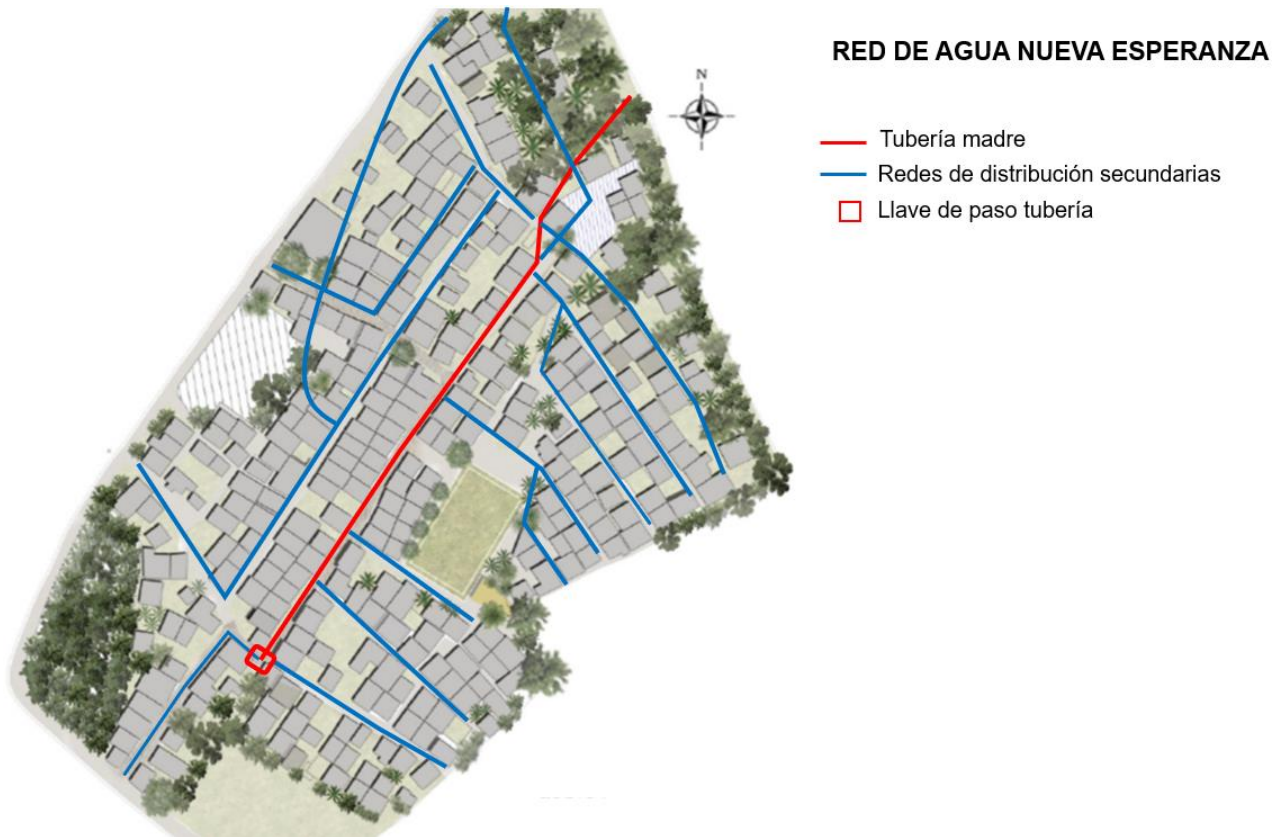 RED DE AGUA NUEVA ESPERANZA
N
Tubería madre
Redes de distribución secundarias
Llave de paso tubería